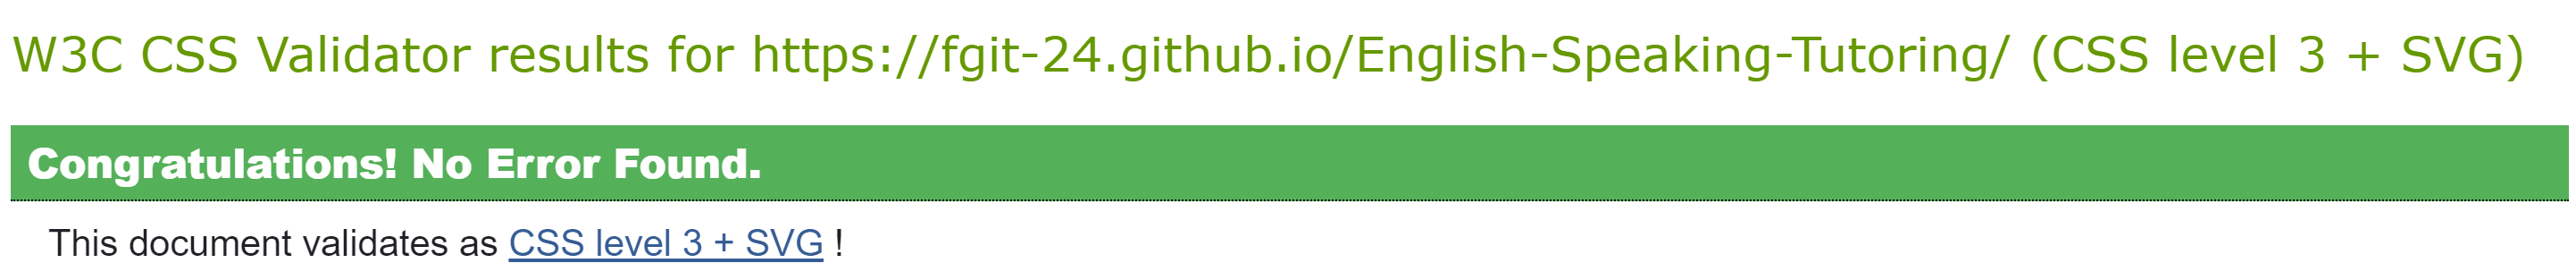 W3C CSS Validator results for https://fgit-24.github.io/English-Speaking-Tutoring/ (CSS level 3 + SVG)
Congratulations! No Error Found.
This document validates as CSS level 3 + SVG !